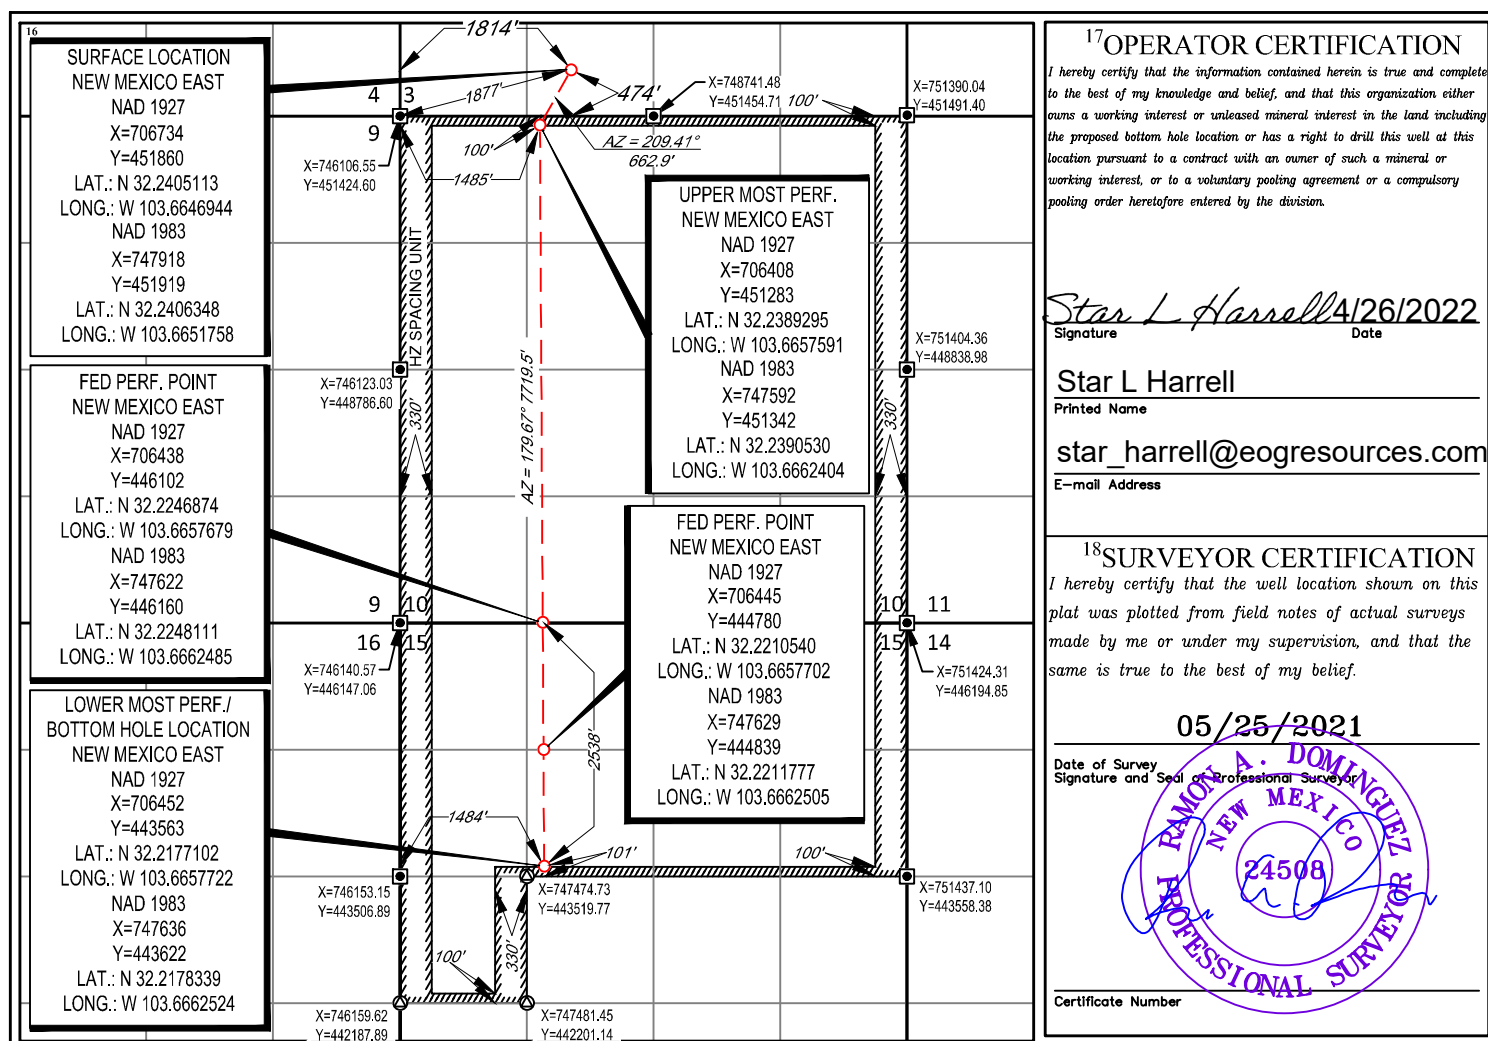 16
SURFACE LOCATION
NEW MEXICO EAST
NAD 1927
X=706734
Y=451860
LAT.: N 32.2405113
LONG.: W 103.6646944
NAD 1983
X=747918
Y=451919
LAT.: N 32.2406348
LONG.: W 103.6651758
FED PERF. POINT
NEW MEXICO EAST
NAD 1927
X=706438
Y=446102
LAT.: N 32.2246874
LONG.: W 103.6657679
NAD 1983
X=747622
Y=446160
LAT.: N 32.2248111
LONG.: W 103.6662485
LOWER MOST PERF./
BOTTOM HOLE LOCATION
NEW MEXICO EAST
NAD 1927
X=706452
Y=443563
LAT.: N 32.2177102
LONG.: W 103.6657722
NAD 1983
X=747636
Y=443622
LAT.: N 32.2178339
LONG.: W 103.6662524
1814'
1877'
474'
4 3
9
X=748741.48
Y=451454.71
100'
X=751390.04
Y=451491.40
100'
AZ = 209.41°
662.9'
X=746106.55
Y=451424.60
1485'
HZ SPACING UNIT
UPPER MOST PERF.
NEW MEXICO EAST
NAD 1927
X=706408
Y=451283
LAT.: N 32.2389295
LONG.: W 103.6657591
NAD 1983
X=747592
Y=451342
LAT.: N 32.2390530
LONG.: W 103.6662404
X=746123.03
Y=448786.60
X=751404.36
Y=448838.98
330'
AZ = 179.67° 7719.5'
330'
FED PERF. POINT
NEW MEXICO EAST
NAD 1927
X=706445
Y=444780
LAT.: N 32.2210540
LONG.: W 103.6657702
NAD 1983
X=747629
Y=444839
LAT.: N 32.2211777
LONG.: W 103.6662505
9 10
16 15
10 11
15 14
X=746140.57
Y=446147.06
X=751424.31
Y=446194.85
2538'
1484'
101'
100'
X=746153.15
Y=443506.89
X=747474.73
Y=443519.77
X=751437.10
Y=443558.38
100'
330'
X=746159.62
Y=442187.89
X=747481.45
Y=442201.14
17OPERATOR CERTIFICATION
I hereby certify that the information contained herein is true and complete
to the best of my knowledge and belief, and that this organization either
owns a working interest or unleased mineral interest in the land including
the proposed bottom hole location or has a right to drill this well at this
location pursuant to a contract with an owner of such a mineral or
working interest, or to a voluntary pooling agreement or a compulsory
pooling order heretofore entered by the division.
Star L Harrell 4/26/2022
Signature Date
Star L Harrell
Printed Name
star_harrell@eogresources.com
E-mail Address
18SURVEYOR CERTIFICATION
I hereby certify that the well location shown on this
plat was plotted from field notes of actual surveys
made by me or under my supervision, and that the
same is true to the best of my belief.
05/25/2021
Date of Survey
Signature and Seal of Professional Surveyor
RAMON A. DOMINGUEZ
NEW MEXICO
24508
PROFESSIONAL SURVEYOR
Certificate Number